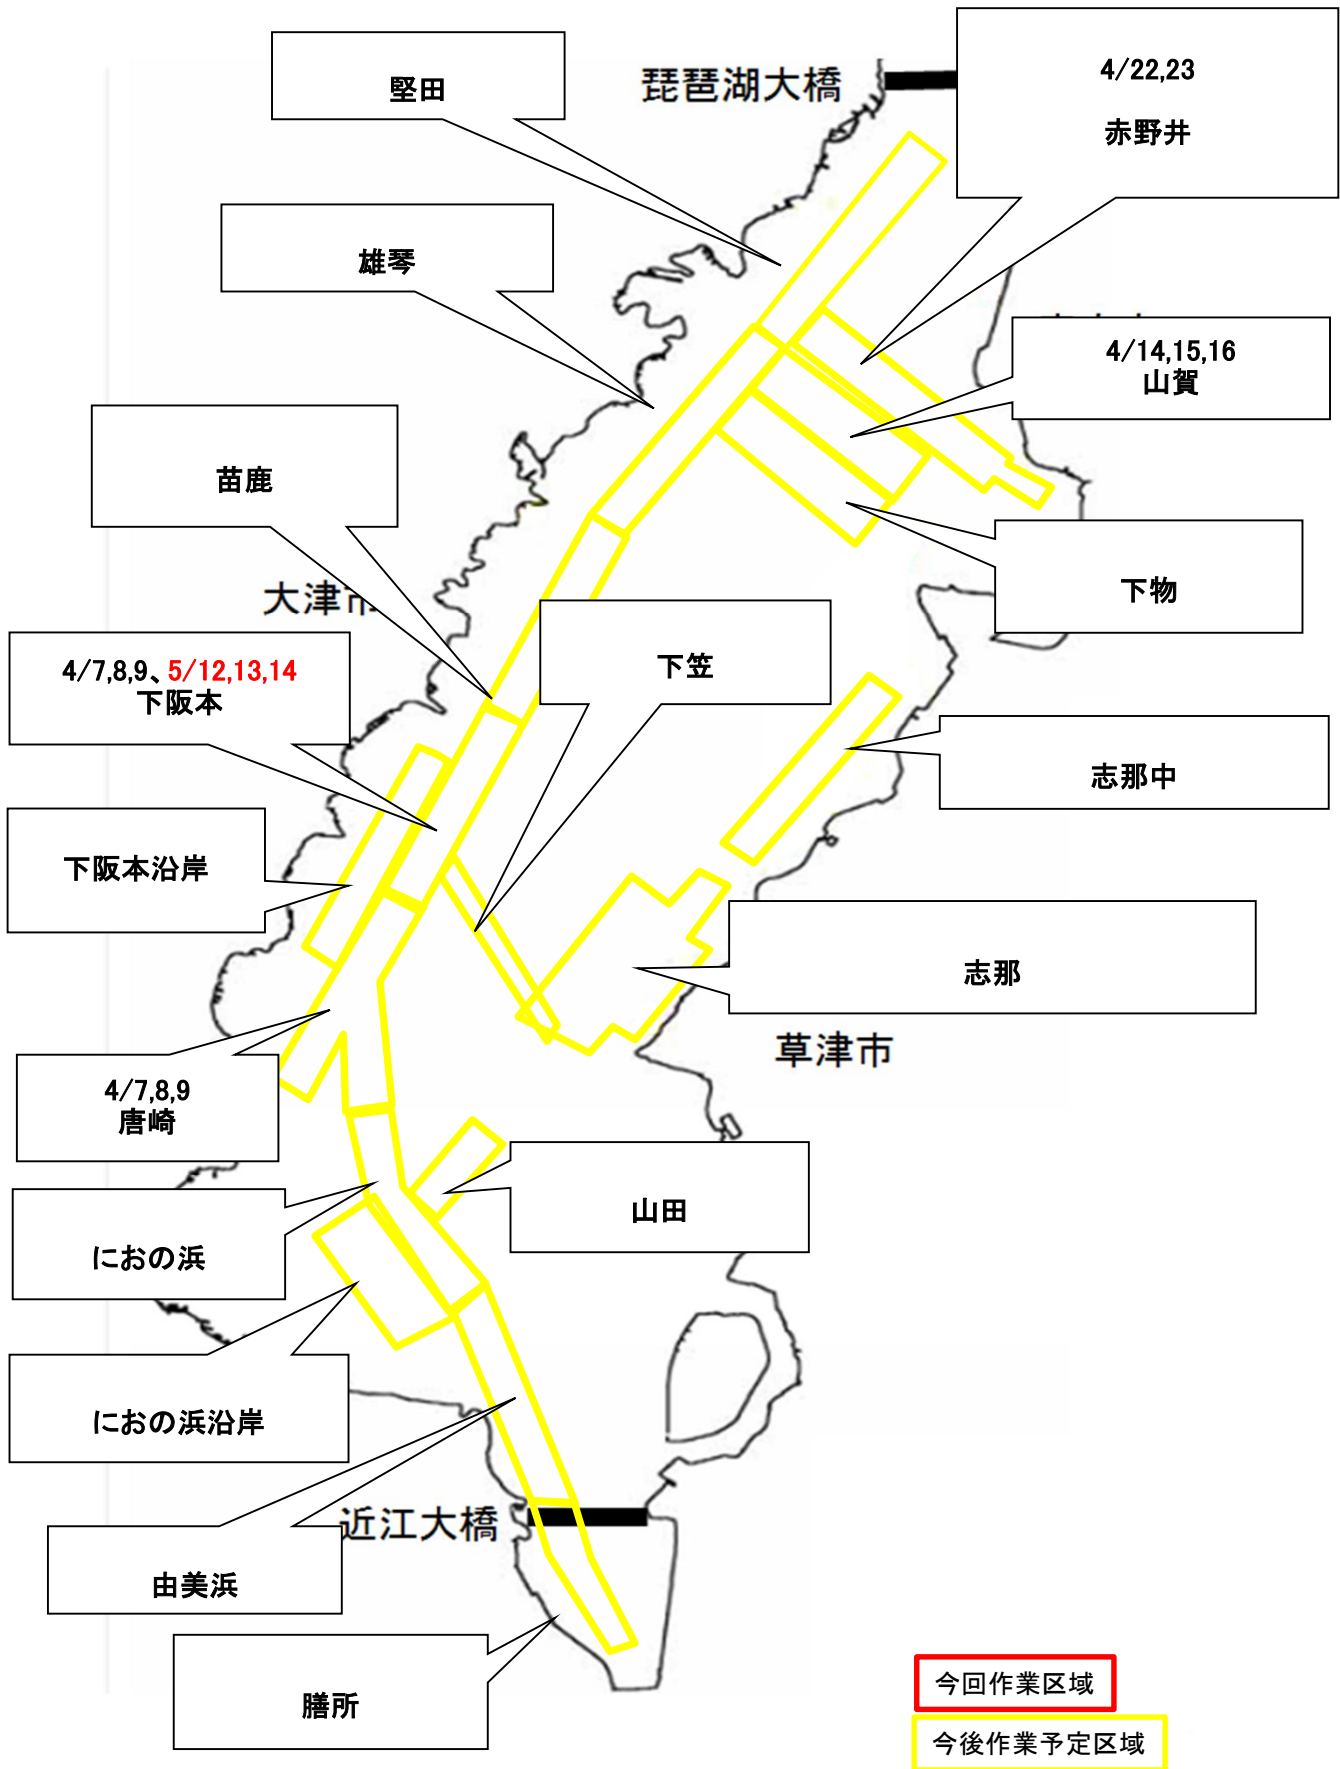 堅田
琵琶湖大橋
4/22,23
赤野井
雄琴
4/14,15,16
山賀
苗鹿
下物
大津市
下笠
4/7,8,9、5/12,13,14
下阪本
志那中
下阪本沿岸
志那
草津市
4/7,8,9
唐崎
山田
におの浜
におの浜沿岸
近江大橋
由美浜
膳所
今回作業区域
今後作業予定区域